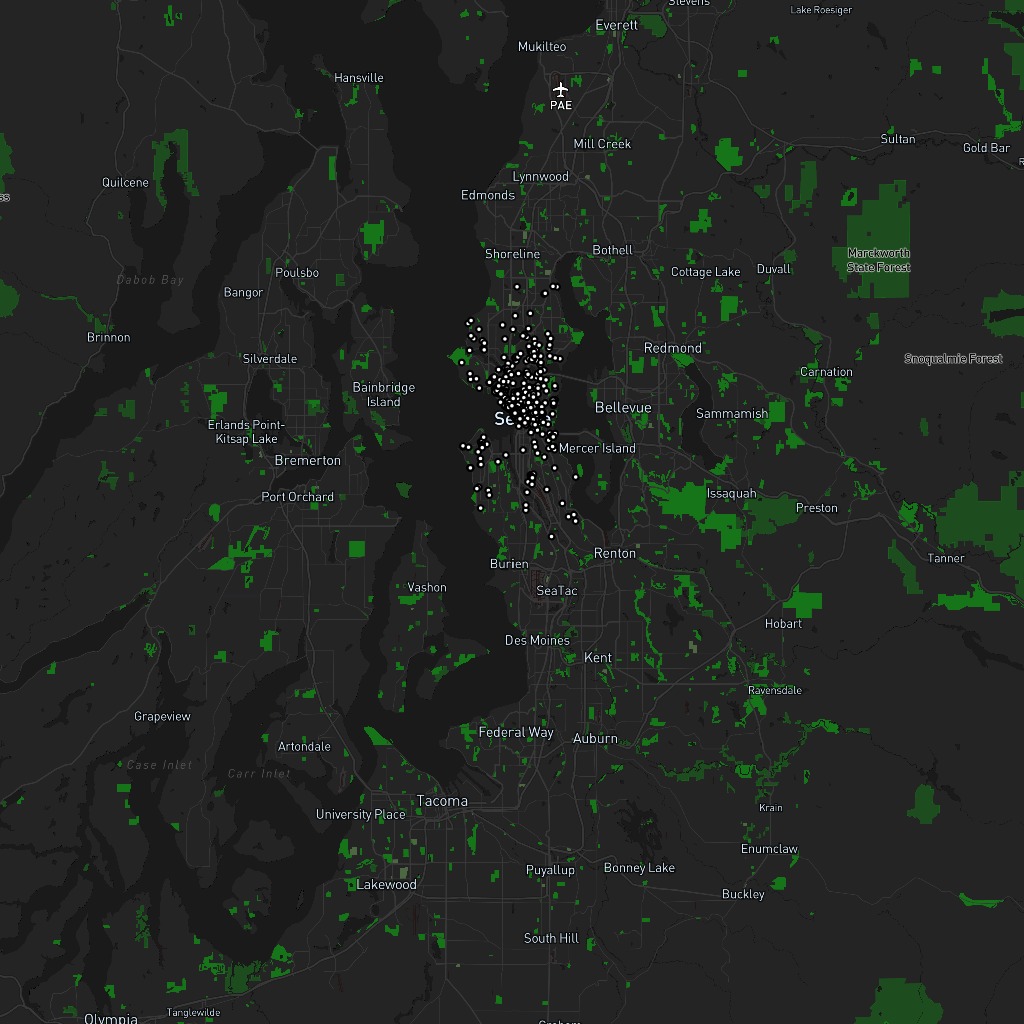 Stevens
Lake Roesiger
Everett
Mukilteo
Hansville
PAE
Sultan
Mill Creek
Gold Bar
Lynnwood
Quilcene
Edmonds
Shoreline
Bothell
Marckworth
State Forest
Cottage Lake
Duvall
Poulsbo
Dabob Bay
Bangor
Brinnon
Redmond
Silverdale
Snoqualmie Forest
Carnation
Bainbridge
Island
Se
Bellevue
Sammamish
Erlands Point-
Kitsap Lake
Mercer Island
Bremerton
Issaquah
Port Orchard
Preston
Renton
Tanner
Burien
Vashon
SeaTac
Hobart
Des Moines
Kent
Ravensdale
Grapeview
Federal Way
Auburn
Artondale
Case Inlet
Carr Inlet
Tacoma
Krain
University Place
Enumclaw
Puyallup
Bonney Lake
Lakewood
Buckley
South Hill
Tanglewilde
Olympia